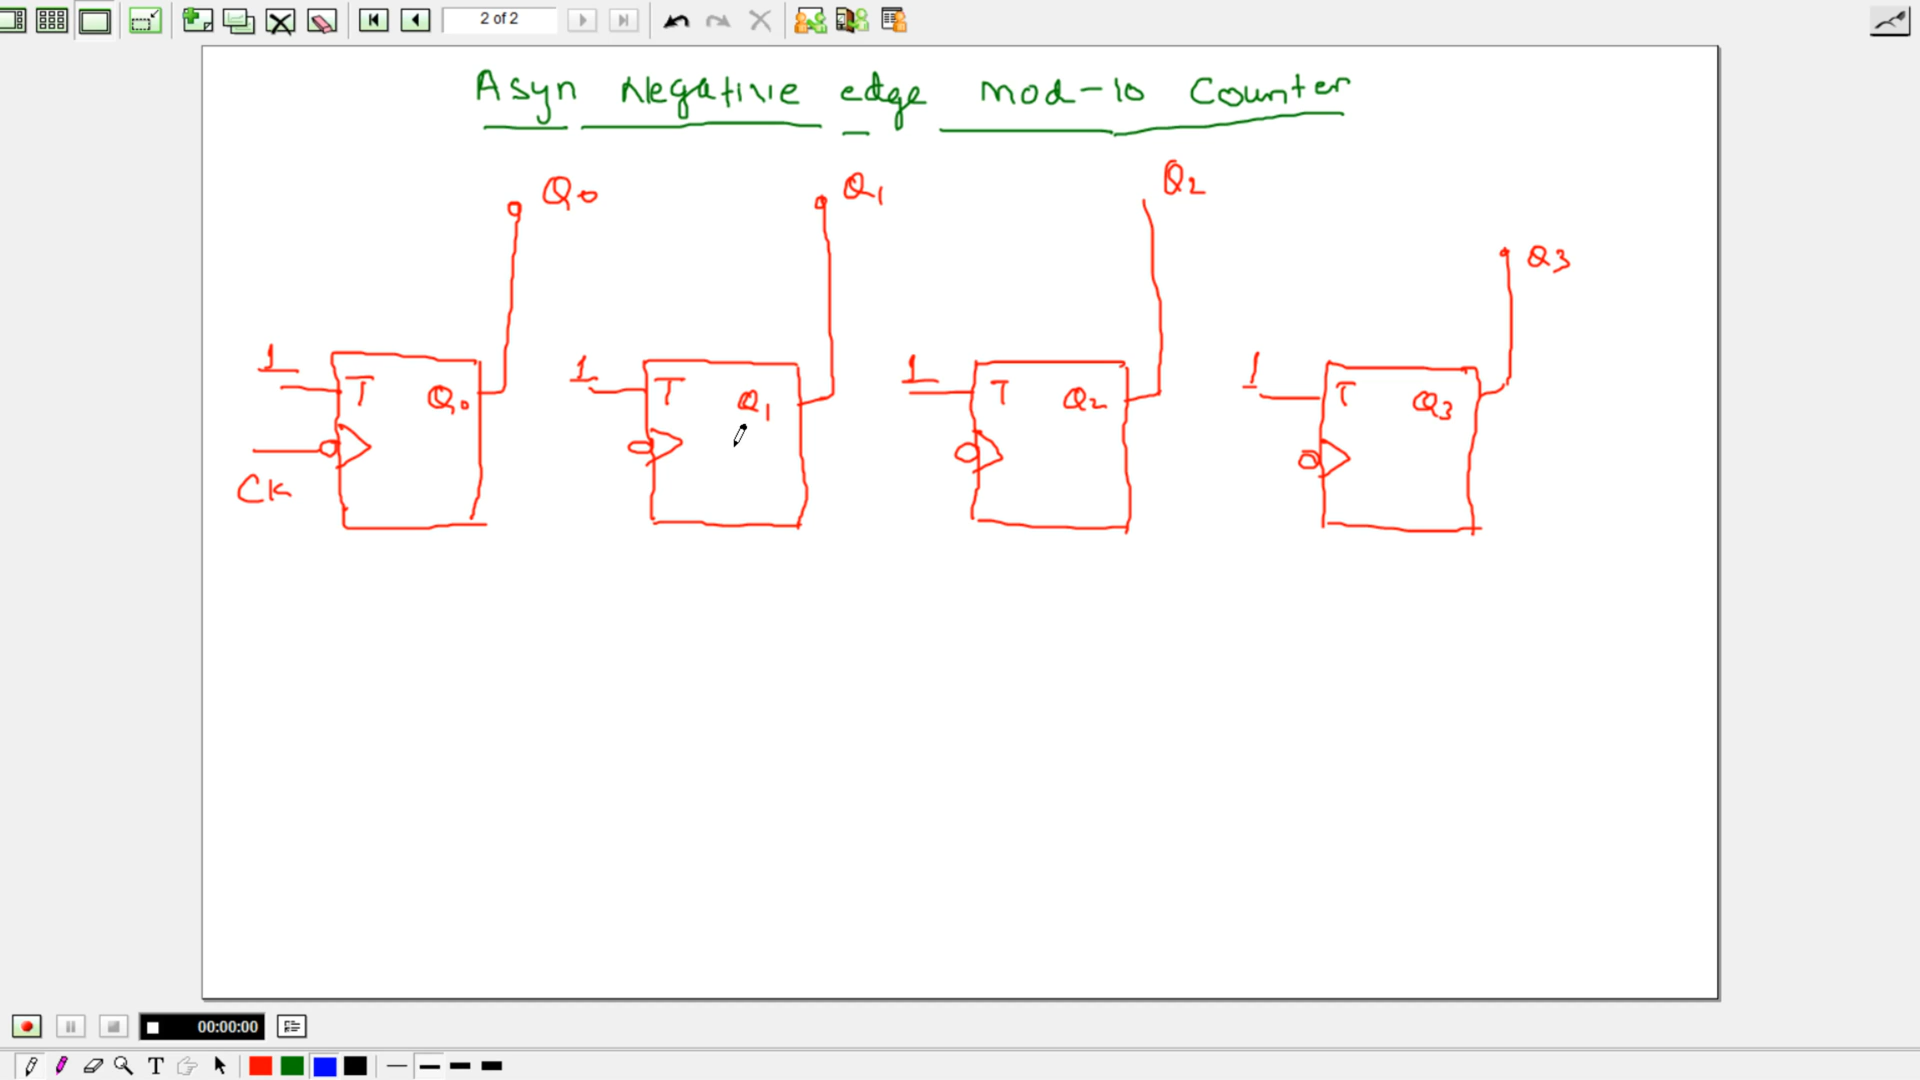 2 of 2
Asyn Negative edge mod-10 Counter
Q0 Q1 Q2
Q3
1 1 1 1
T Q0 T Q1 T Q2 T Q3
CK
00:00:00
T